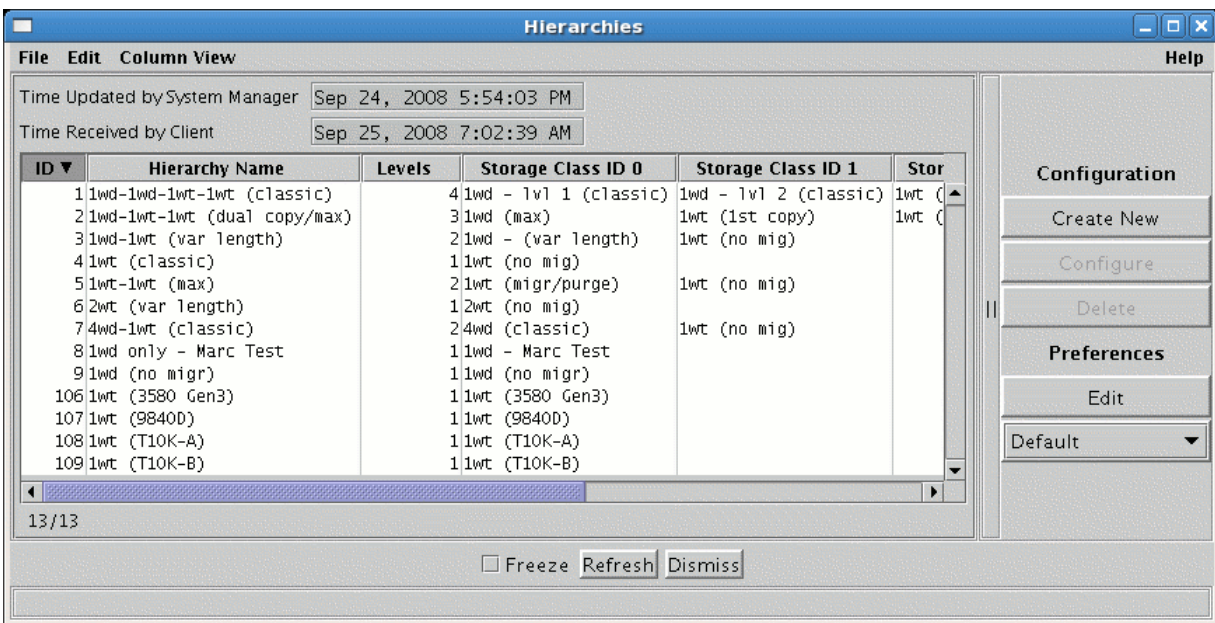 Hierarchies
File Edit Column View Help
Time Updated by System Manager Sep 24, 2008 5:54:03 PM
Time Received by Client Sep 25, 2008 7:02:39 AM
ID ▼ Hierarchy Name Levels Storage Class ID 0 Storage Class ID 1 Stor
1 1wd-1wd-1wt-1wt (classic) 4 1wd - lvl 1 (classic) 1wd - lvl 2 (classic) 1wt (
2 1wd-1wt-1wt (dual copy/max) 3 1wd (max) 1wt (1st copy) 1wt (
3 1wd-1wt (var length) 2 1wd - (var length) 1wt (no mig)
4 1wt (classic) 1 1wt (no mig)
5 1wt-1wt (max) 2 1wt (migr/purge) 1wt (no mig)
6 2wt (var length) 1 2wt (no mig)
7 4wd-1wt (classic) 2 4wd (classic) 1wt (no mig)
8 1wd only - Marc Test 1 1wd - Marc Test
9 1wd (no migr) 1 1wd (no migr)
106 1wt (3580 Gen3) 1 1wt (3580 Gen3)
107 1wt (9840D) 1 1wt (9840D)
108 1wt (T10K-A) 1 1wt (T10K-A)
109 1wt (T10K-B) 1 1wt (T10K-B)
13/13
Configuration
Create New
Configure
Delete
Preferences
Edit
Default
Freeze Refresh Dismiss